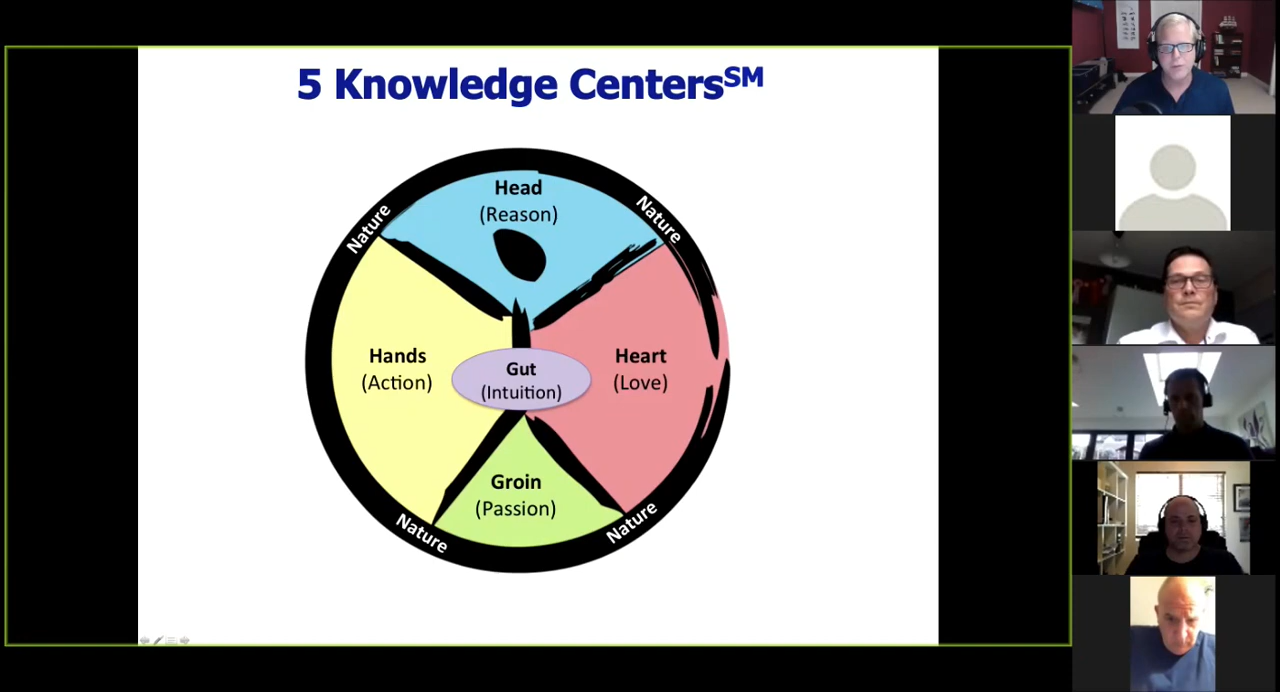 5 Knowledge CentersSM
Head
(Reason)
Nature
Nature
Hands
(Action)
Gut
(Intuition)
Heart
(Love)
Groin
(Passion)
Nature
Nature